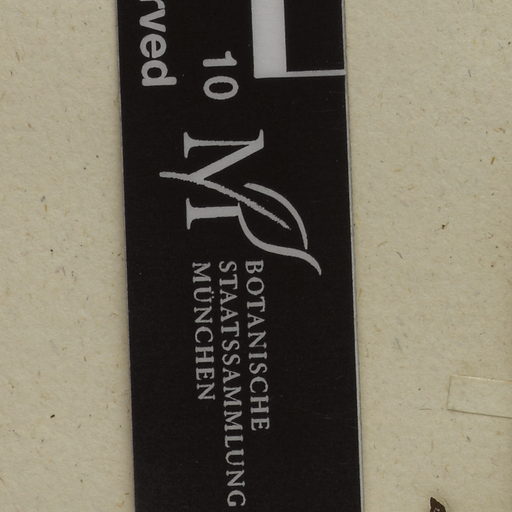 rved
10
BOTANISCHE
STAATSSAMMLUNG
MÜNCHEN